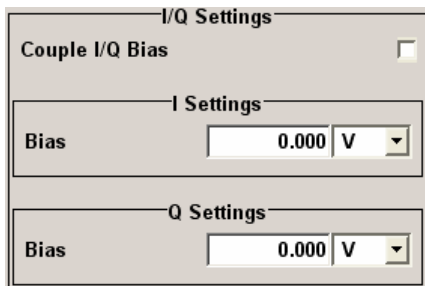 I/Q Settings
Couple I/Q Bias
I Settings
Bias 0.000 V
Q Settings
Bias 0.000 V